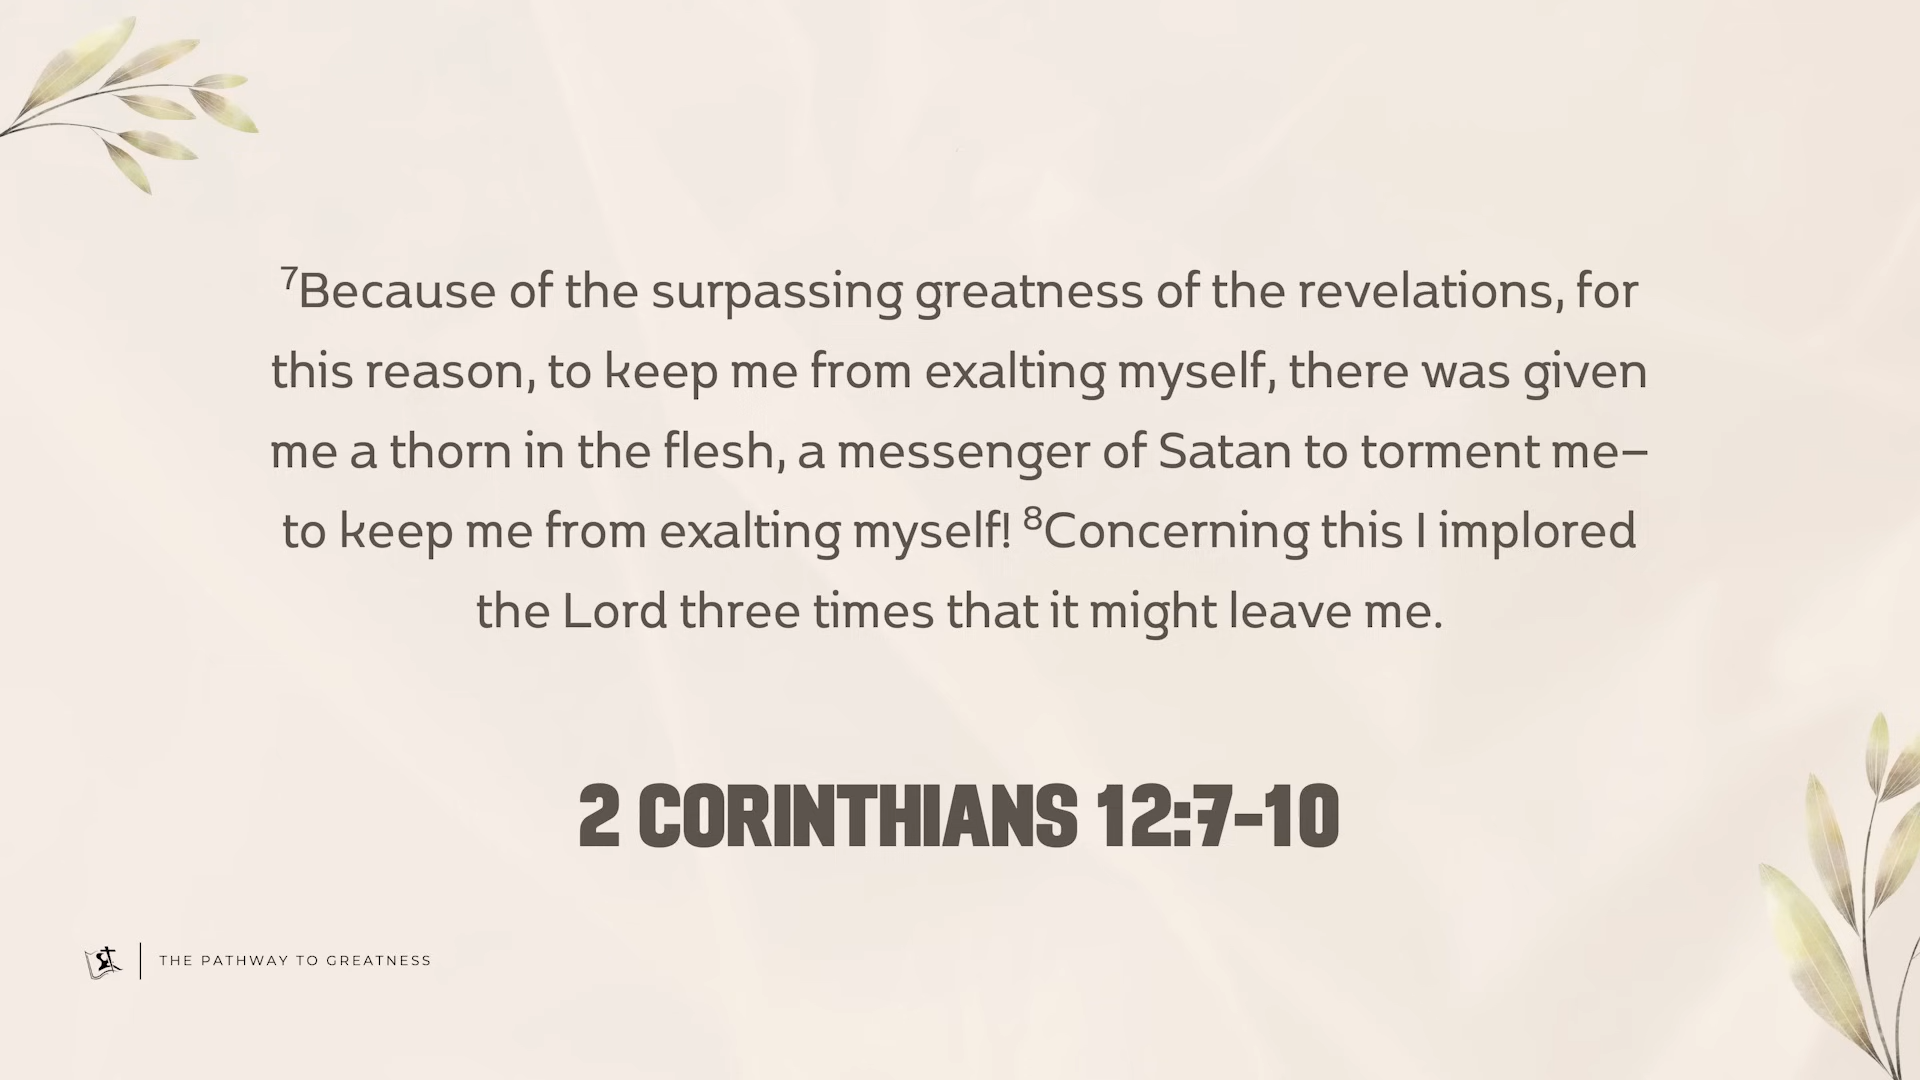 ⁷Because of the surpassing greatness of the revelations, for
this reason, to keep me from exalting myself, there was given
me a thorn in the flesh, a messenger of Satan to torment me–
to keep me from exalting myself! ⁸Concerning this I implored
the Lord three times that it might leave me.
2 CORINTHIANS 12:7-10
THE PATHWAY TO GREATNESS